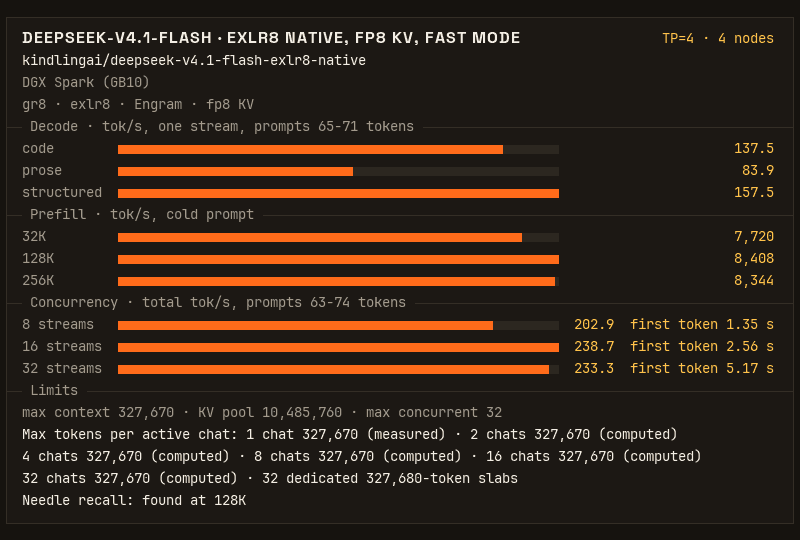 DEEPSEEK-V4.1-FLASH · EXLR8 NATIVE, FP8 KV, FAST MODE TP=4 · 4 nodes
kindlingai/deepseek-v4.1-flash-exlr8-native
DGX Spark (GB10)
gr8 · exlr8 · Engram · fp8 KV
Decode · tok/s, one stream, prompts 65-71 tokens
code 137.5
prose 83.9
structured 157.5
Prefill · tok/s, cold prompt
32K 7,720
128K 8,408
256K 8,344
Concurrency · total tok/s, prompts 63-74 tokens
8 streams 202.9 first token 1.35 s
16 streams 238.7 first token 2.56 s
32 streams 233.3 first token 5.17 s
Limits
max context 327,670 · KV pool 10,485,760 · max concurrent 32
Max tokens per active chat: 1 chat 327,670 (measured) · 2 chats 327,670 (computed)
4 chats 327,670 (computed) · 8 chats 327,670 (computed) · 16 chats 327,670 (computed)
32 chats 327,670 (computed) · 32 dedicated 327,680-token slabs
Needle recall: found at 128K